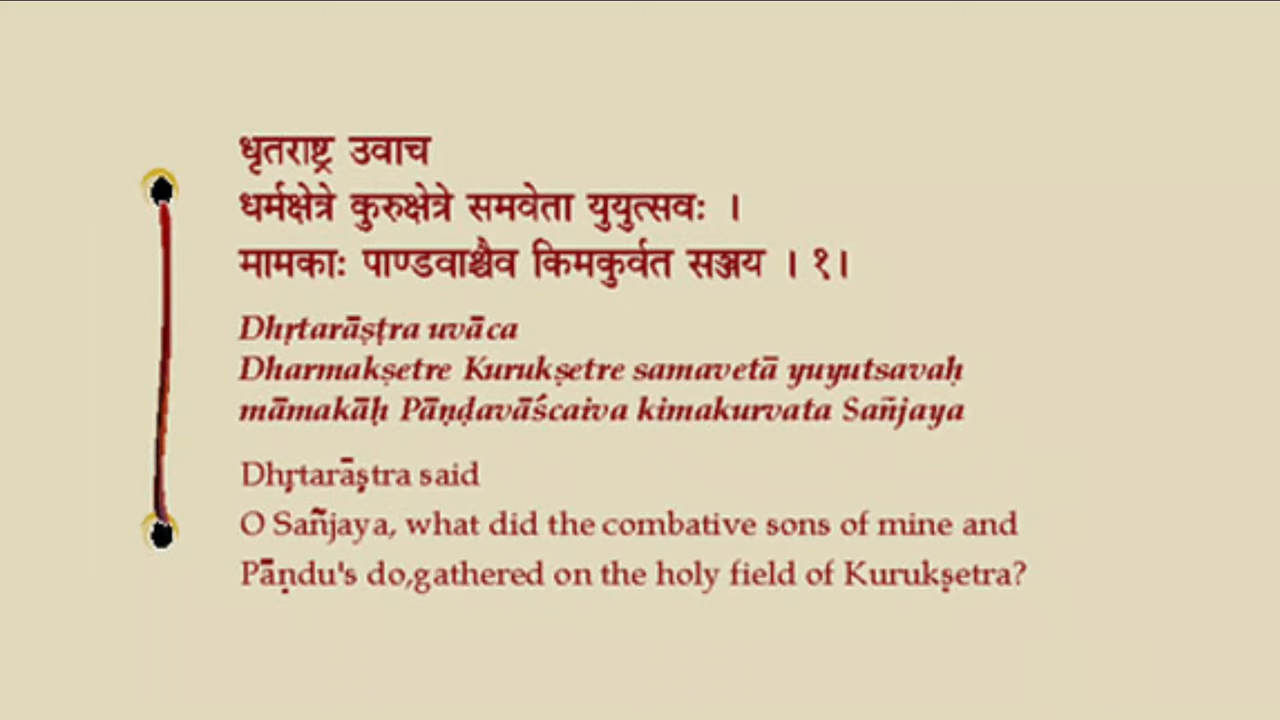 धृतराष्ट्र उवाच
धर्मक्षेत्रे कुरुक्षेत्रे समवेता युयुत्सवः ।
मामकाः पाण्डवाश्चैव किमकुर्वत सञ्जय । १।
Dhṛtarāṣṭra uvāca
Dharmakṣetre Kurukṣetre samavetā yuyutsavaḥ
māmakāḥ Pāṇḍavāścaiva kimakurvata Sañjaya
Dhṛtarāṣtra said
O Sañjaya, what did the combative sons of mine and
Pāṇdu's do,gathered on the holy field of Kurukṣetra?